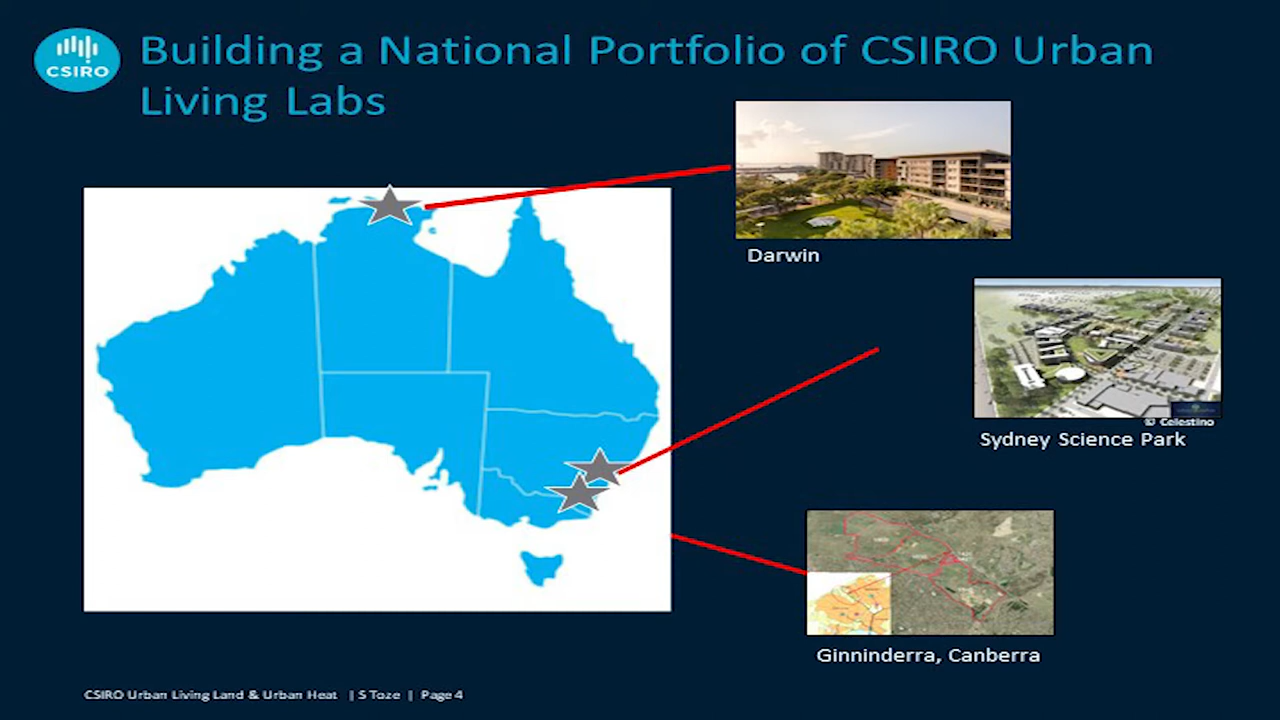 CSIRO
Building a National Portfolio of CSIRO Urban
Living Labs
Darwin
© Celestino
Sydney Science Park
Ginninderra, Canberra
CSIRO Urban Living Land & Urban Heat | S Toze | Page 4